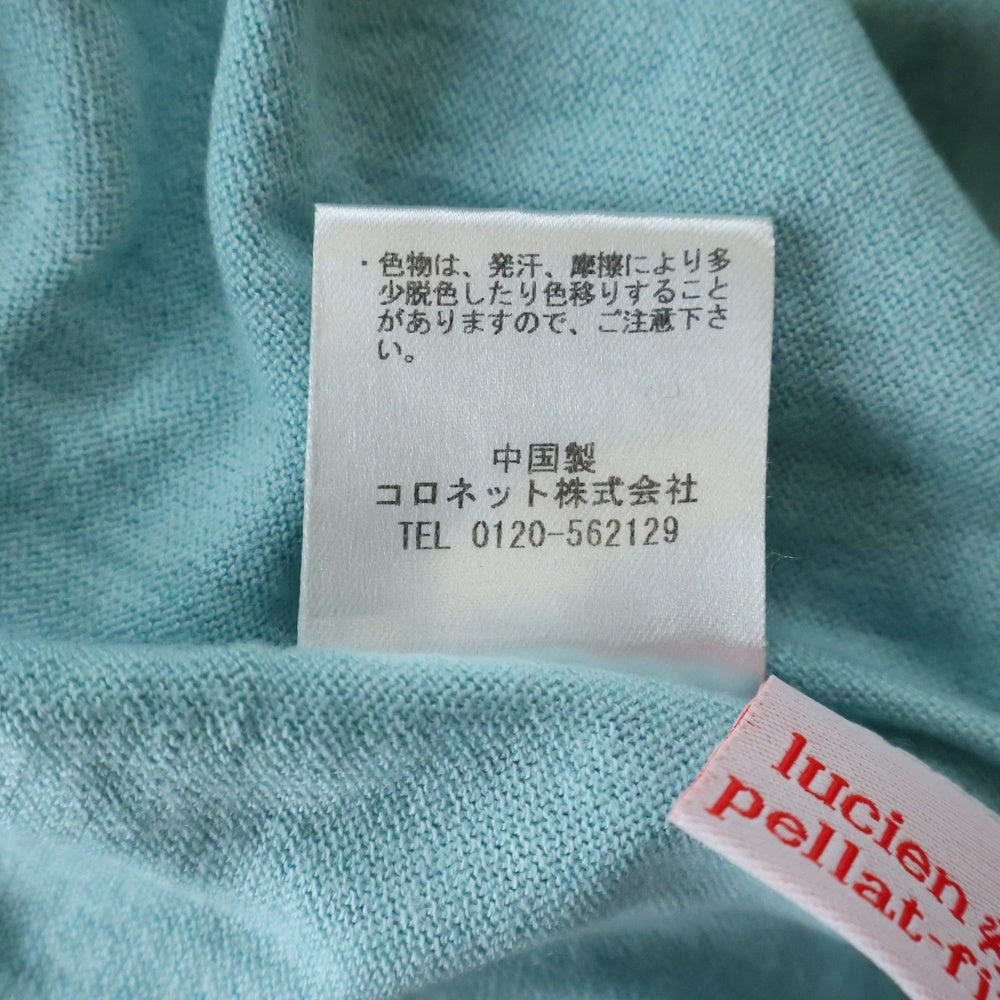 ・色物は、発汗、摩擦により多
少脱色したり色移りすること
がありますので、ご注意下さ
い。
中国製
コロネット株式会社
TEL 0120-562129
lucien
pellat-fi